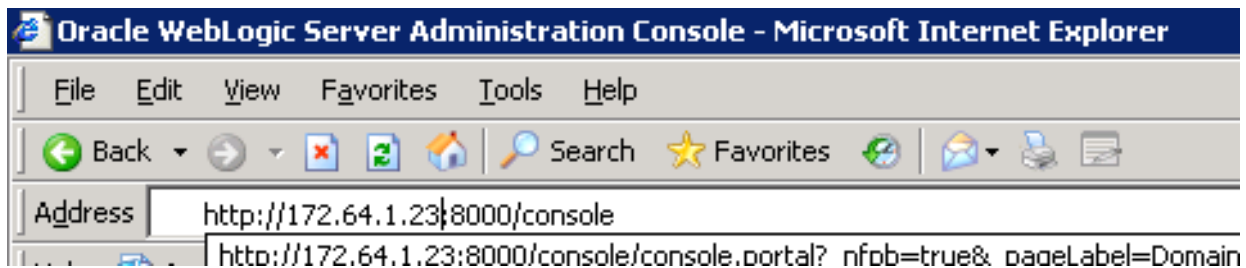 Oracle WebLogic Server Administration Console - Microsoft Internet Explorer
File Edit View Favorites Tools Help
Back Search Favorites
Address http://172.64.1.23:8000/console
http://172.64.1.23:8000/console/console.portal?_nfpb=true&_pageLabel=Domain